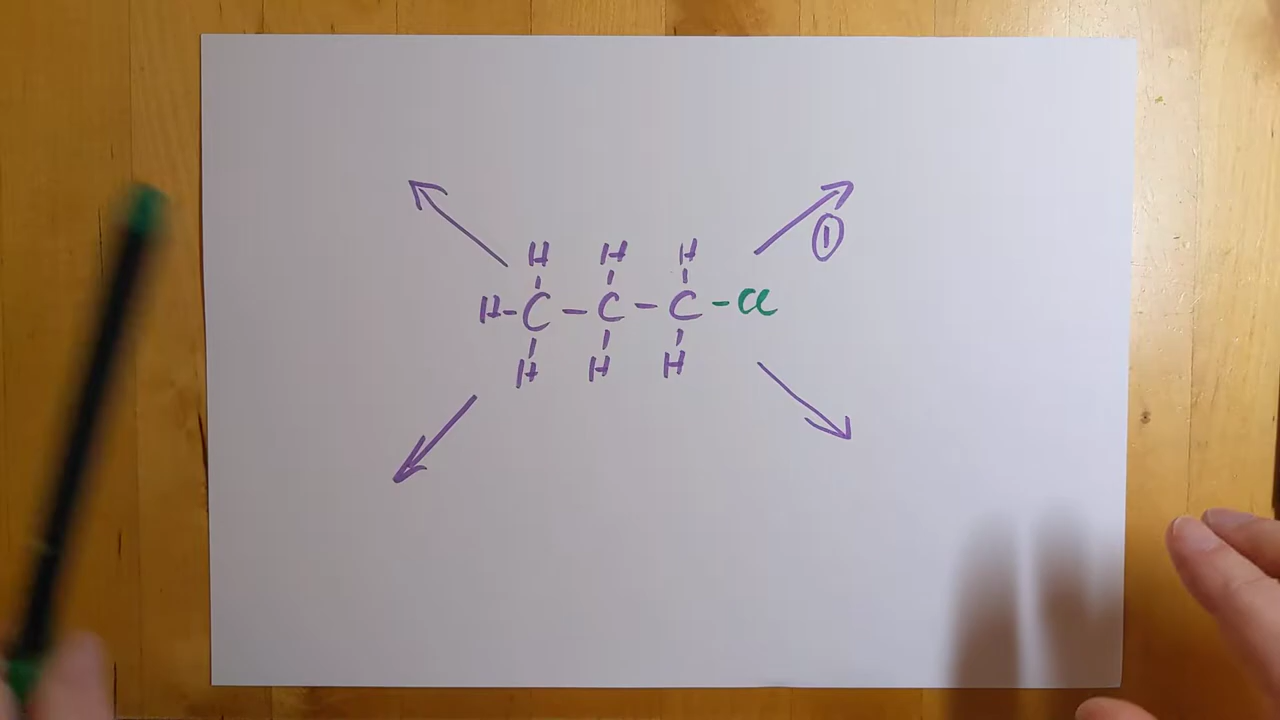 ①
H H H
H-C-C-C-Cl
H H H